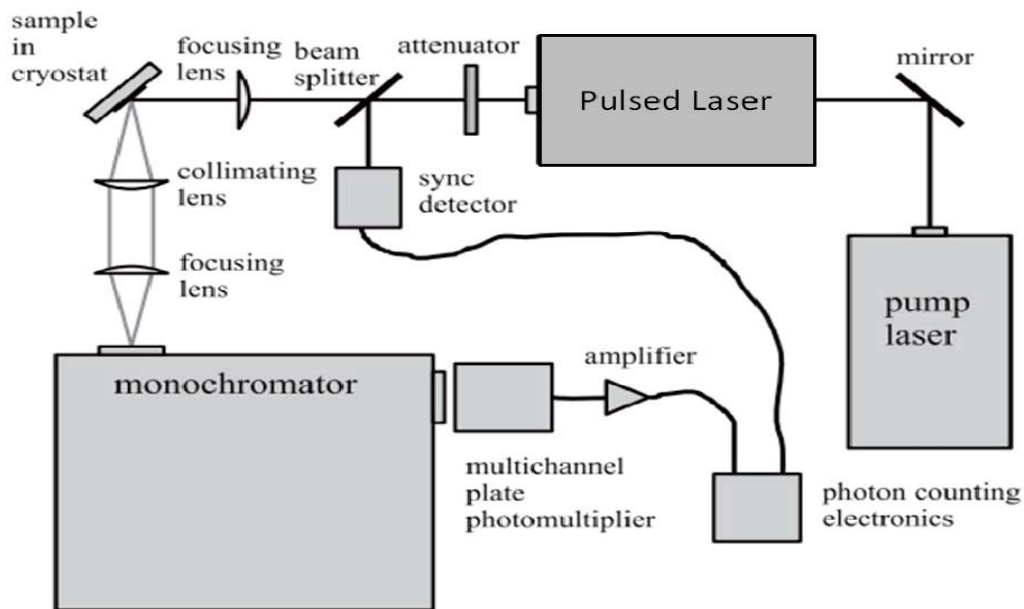 sample
in
cryostat
focusing
lens
beam
splitter
attenuator
Pulsed Laser
mirror
collimating
lens
sync
detector
focusing
lens
pump
laser
monochromator
amplifier
multichannel
plate
photomultiplier
photon counting
electronics